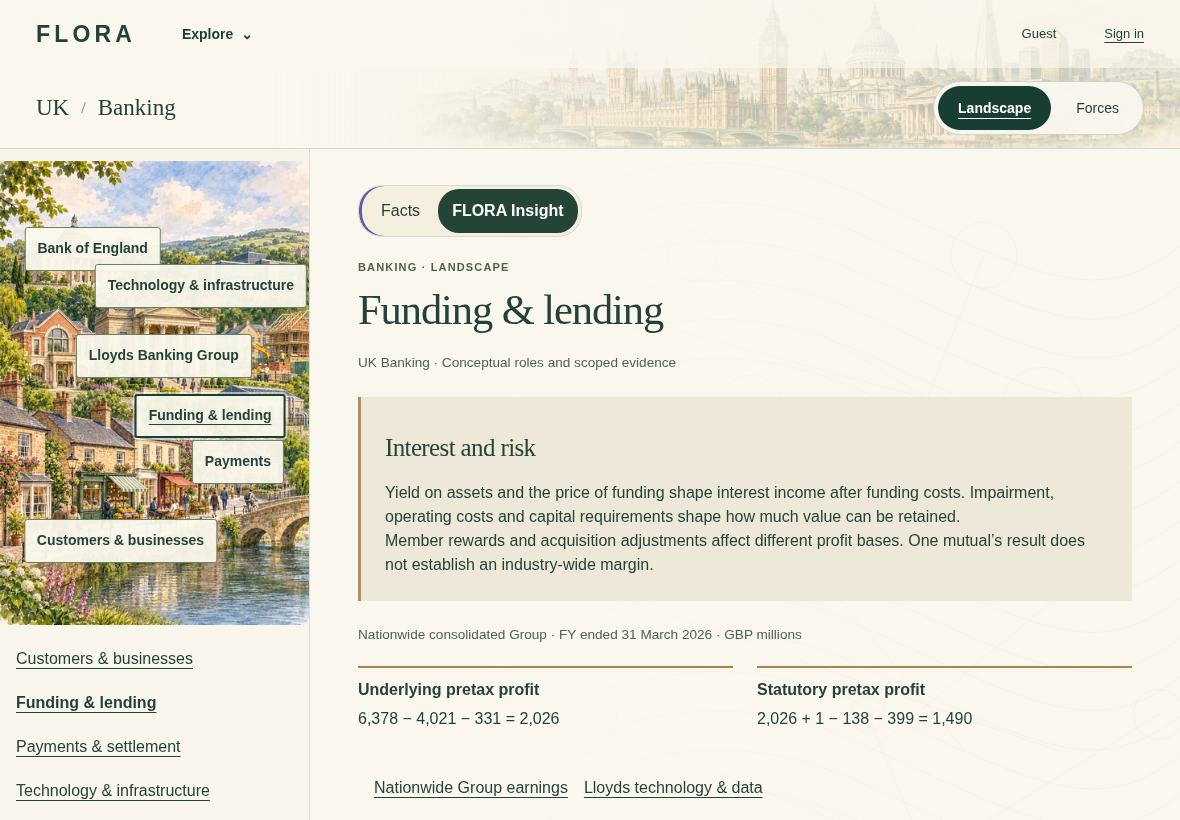 FLORA
Explore
Guest
Sign in
UK / Banking
Landscape
Forces
Bank of England
Technology & infrastructure
Lloyds Banking Group
Funding & lending
Payments
Customers & businesses
Customers & businesses
Funding & lending
Payments & settlement
Technology & infrastructure
Facts
FLORA Insight
BANKING · LANDSCAPE
Funding & lending
UK Banking · Conceptual roles and scoped evidence
Interest and risk
Yield on assets and the price of funding shape interest income after funding costs. Impairment,
operating costs and capital requirements shape how much value can be retained.
Member rewards and acquisition adjustments affect different profit bases. One mutual’s result does
not establish an industry-wide margin.
Nationwide consolidated Group · FY ended 31 March 2026 · GBP millions
Underlying pretax profit
6,378 − 4,021 − 331 = 2,026
Statutory pretax profit
2,026 + 1 − 138 − 399 = 1,490
Nationwide Group earnings
Lloyds technology & data